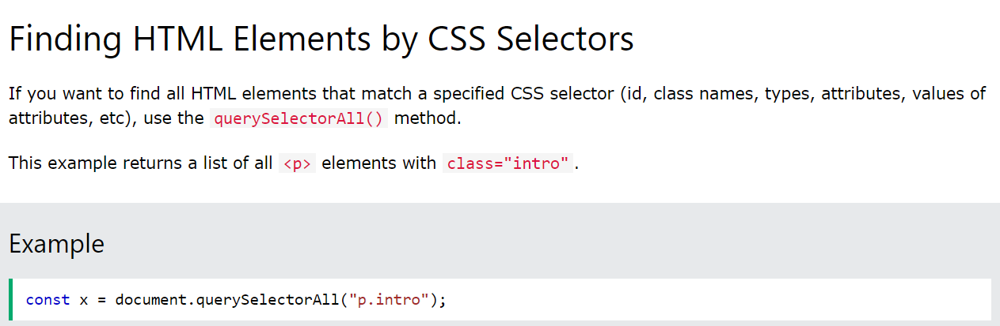 Finding HTML Elements by CSS Selectors
If you want to find all HTML elements that match a specified CSS selector (id, class names, types, attributes, values of
attributes, etc), use the querySelectorAll() method.
This example returns a list of all <p> elements with class="intro".
Example
const x = document.querySelectorAll("p.intro");